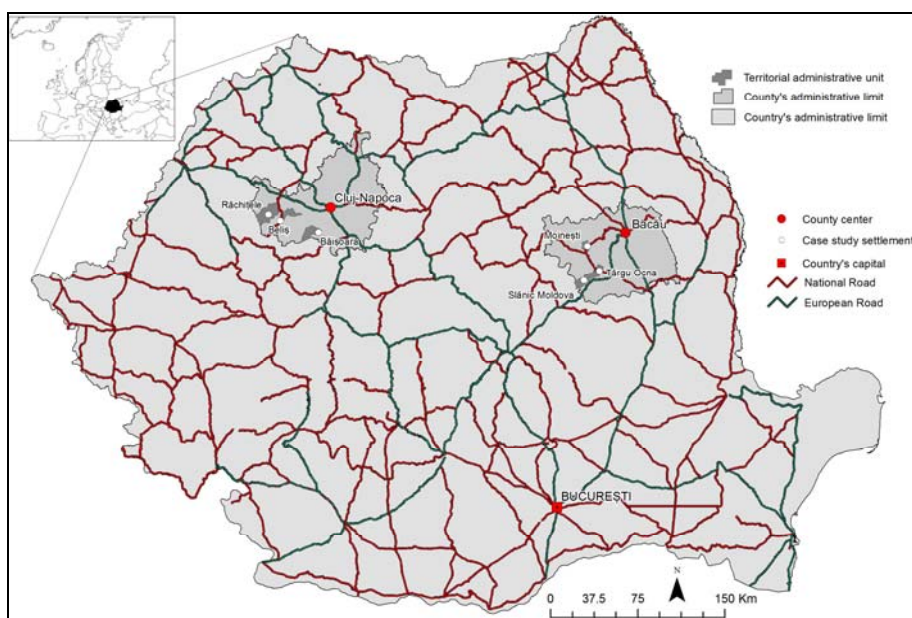 Territorial administrative unit
County's administrative limit
Country's administrative limit
Cluj-Napoca
Răchițele
Beliș
Băișoara
Bacău
Moinești
Târgu Ocna
Slănic Moldova
County center
Case study settlement
Country's capital
National Road
European Road
BUCUREȘTI
N
0 37.5 75 150 Km